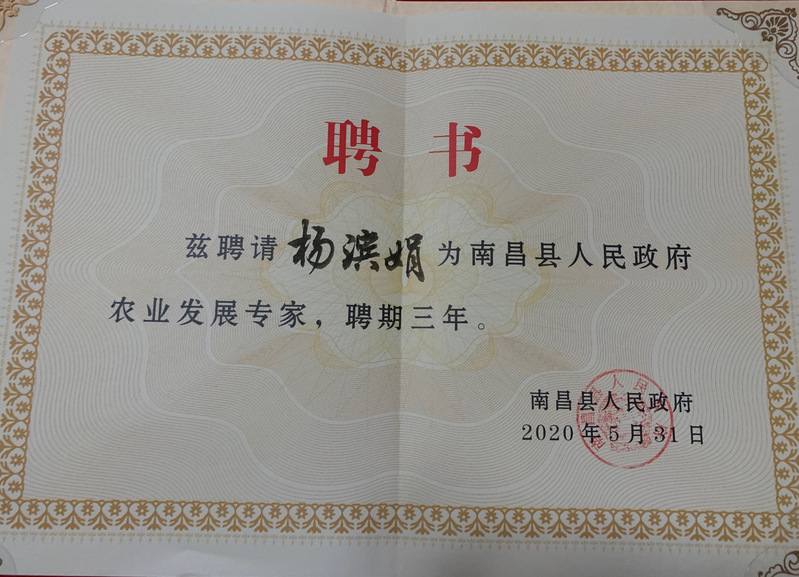 聘书
兹聘请杨滨娟为南昌县人民政府
农业发展专家，聘期三年。
南昌县人民政府
2020年5月31日